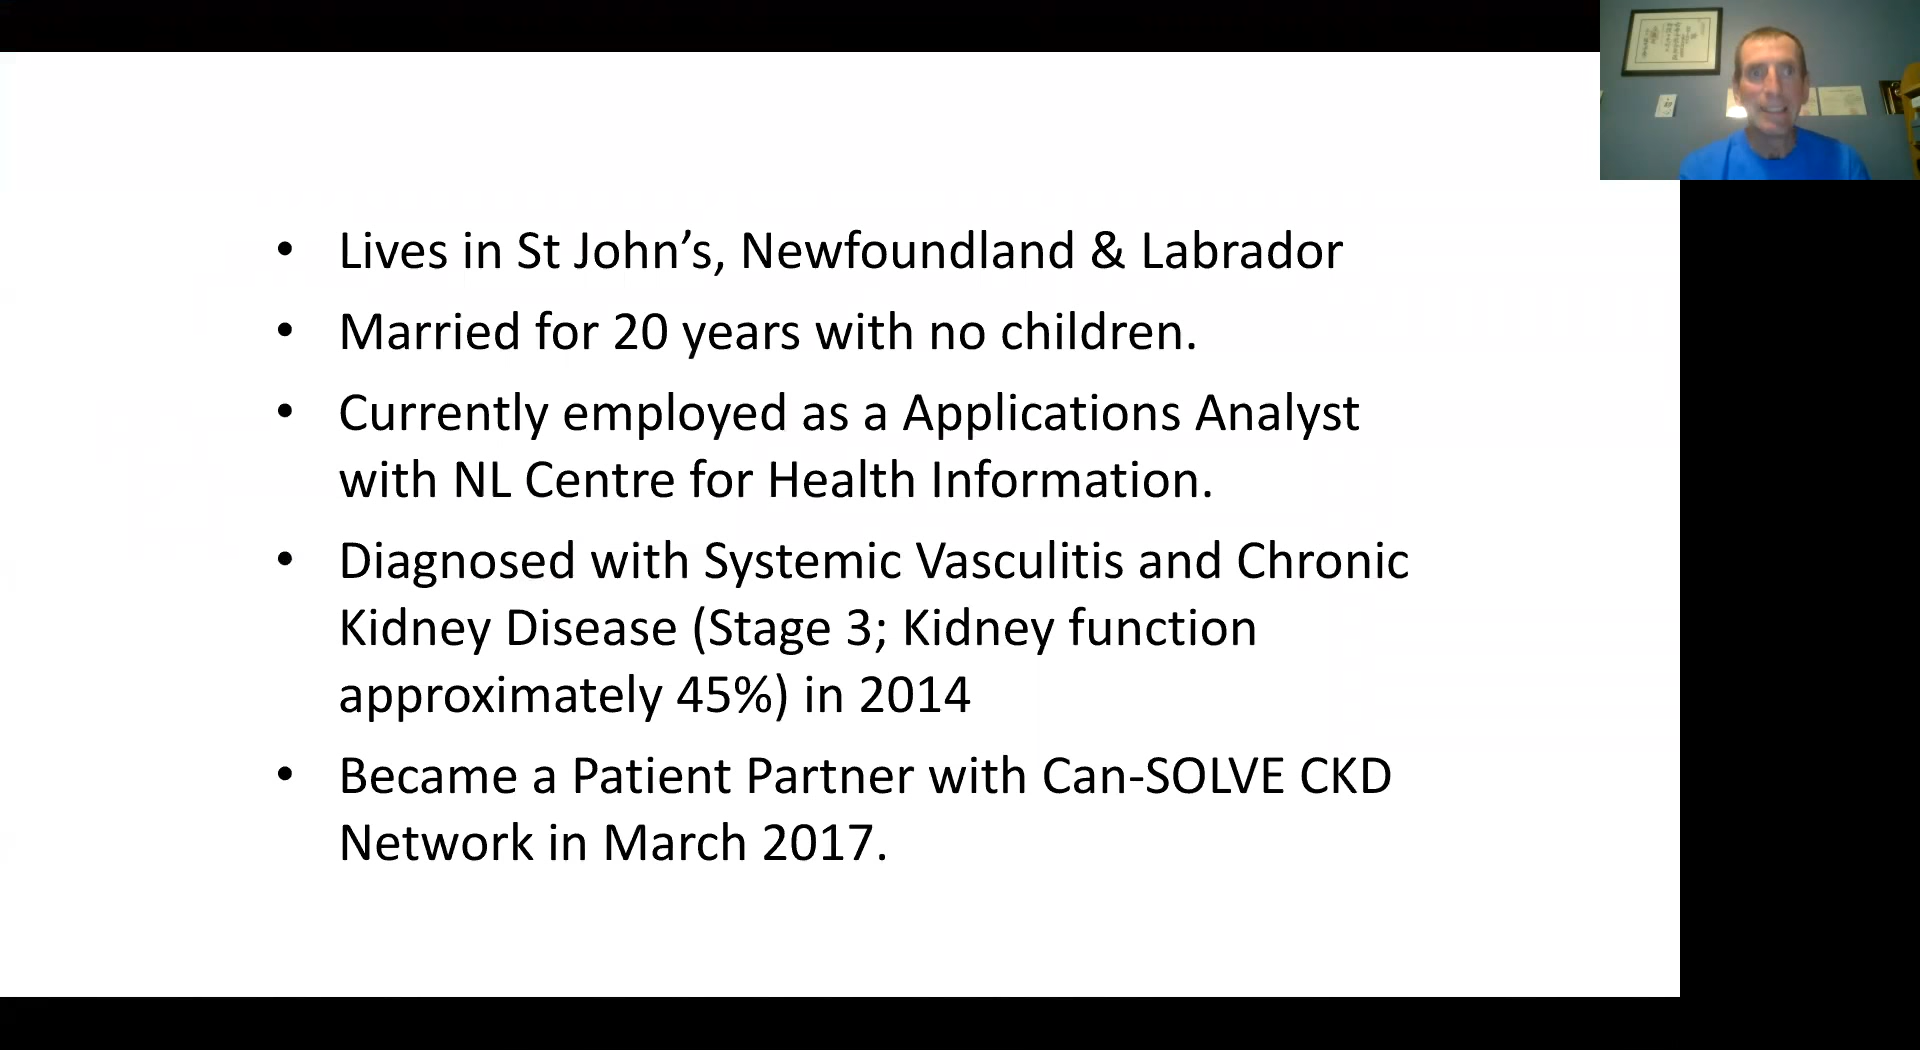 • Lives in St John’s, Newfoundland & Labrador
• Married for 20 years with no children.
• Currently employed as a Applications Analyst
with NL Centre for Health Information.
• Diagnosed with Systemic Vasculitis and Chronic
Kidney Disease (Stage 3; Kidney function
approximately 45%) in 2014
• Became a Patient Partner with Can-SOLVE CKD
Network in March 2017.